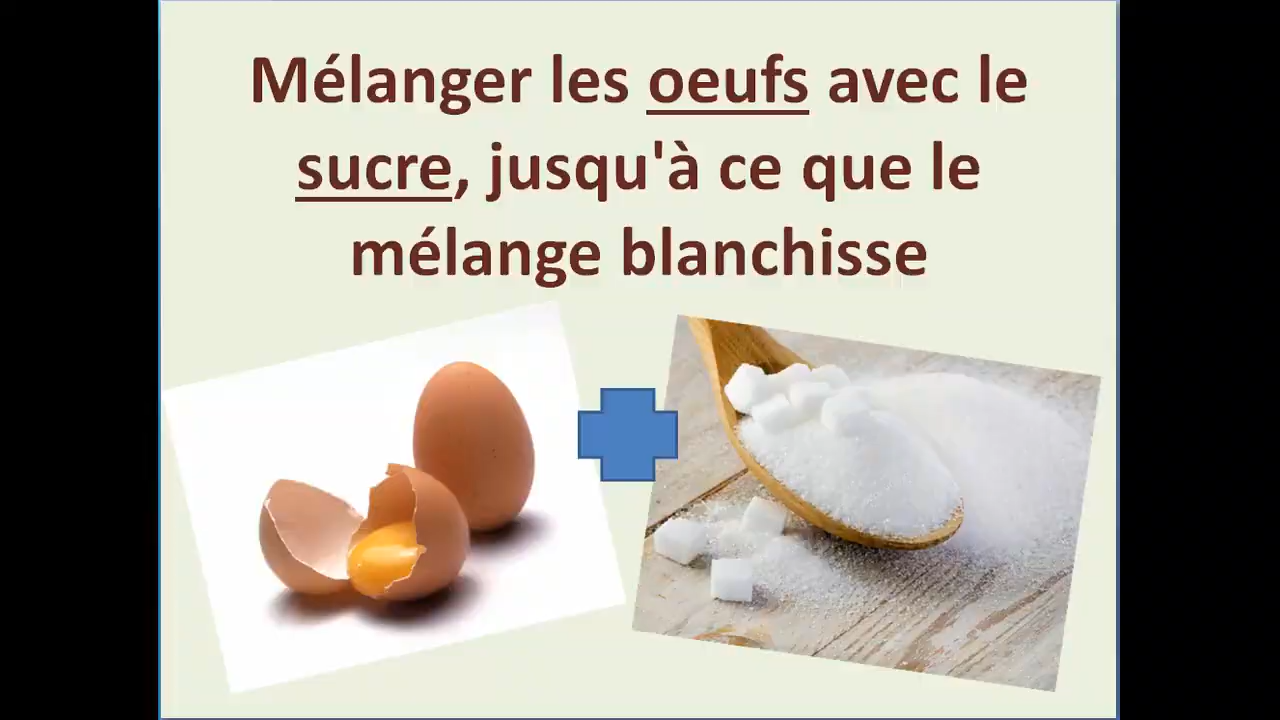 Mélanger les oeufs avec le
sucre, jusqu'à ce que le
mélange blanchisse